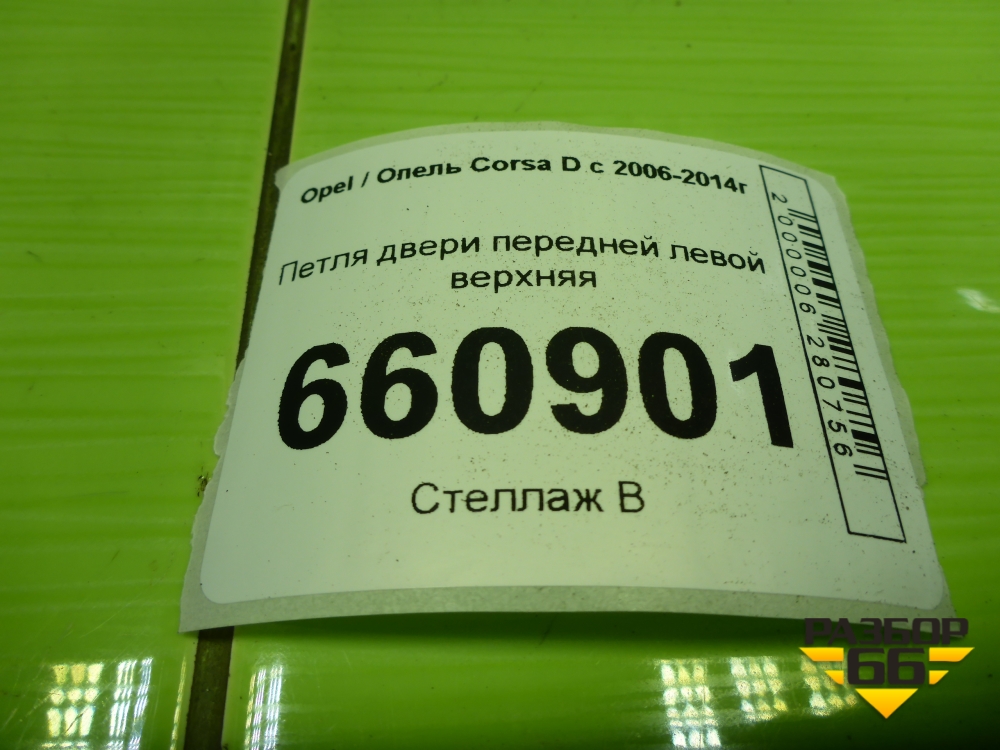 Opel / Опель Corsa D с 2006-2014г
Петля двери передней левой
верхняя
660901
Стеллаж В
2000006280756
РАЗБОР
66